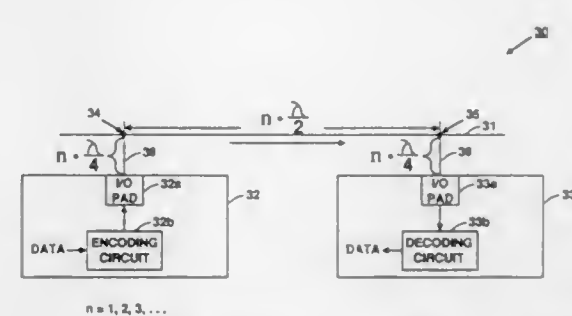 30
34
n · λ/2
36
31
n · λ/4
38
n · λ/4
39
I/O
PAD
32a
32
I/O
PAD
33a
33
32b
33b
DATA
ENCODING
CIRCUIT
DATA
DECODING
CIRCUIT
n = 1, 2, 3, . . .